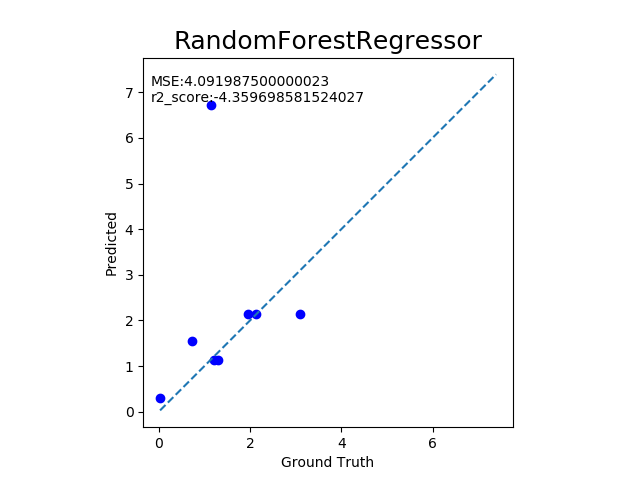 RandomForestRegressor
MSE:4.091987500000023
r2_score:-4.359698581524027
7
6
5
4
3
2
1
0
Predicted
0 2 4 6
Ground Truth